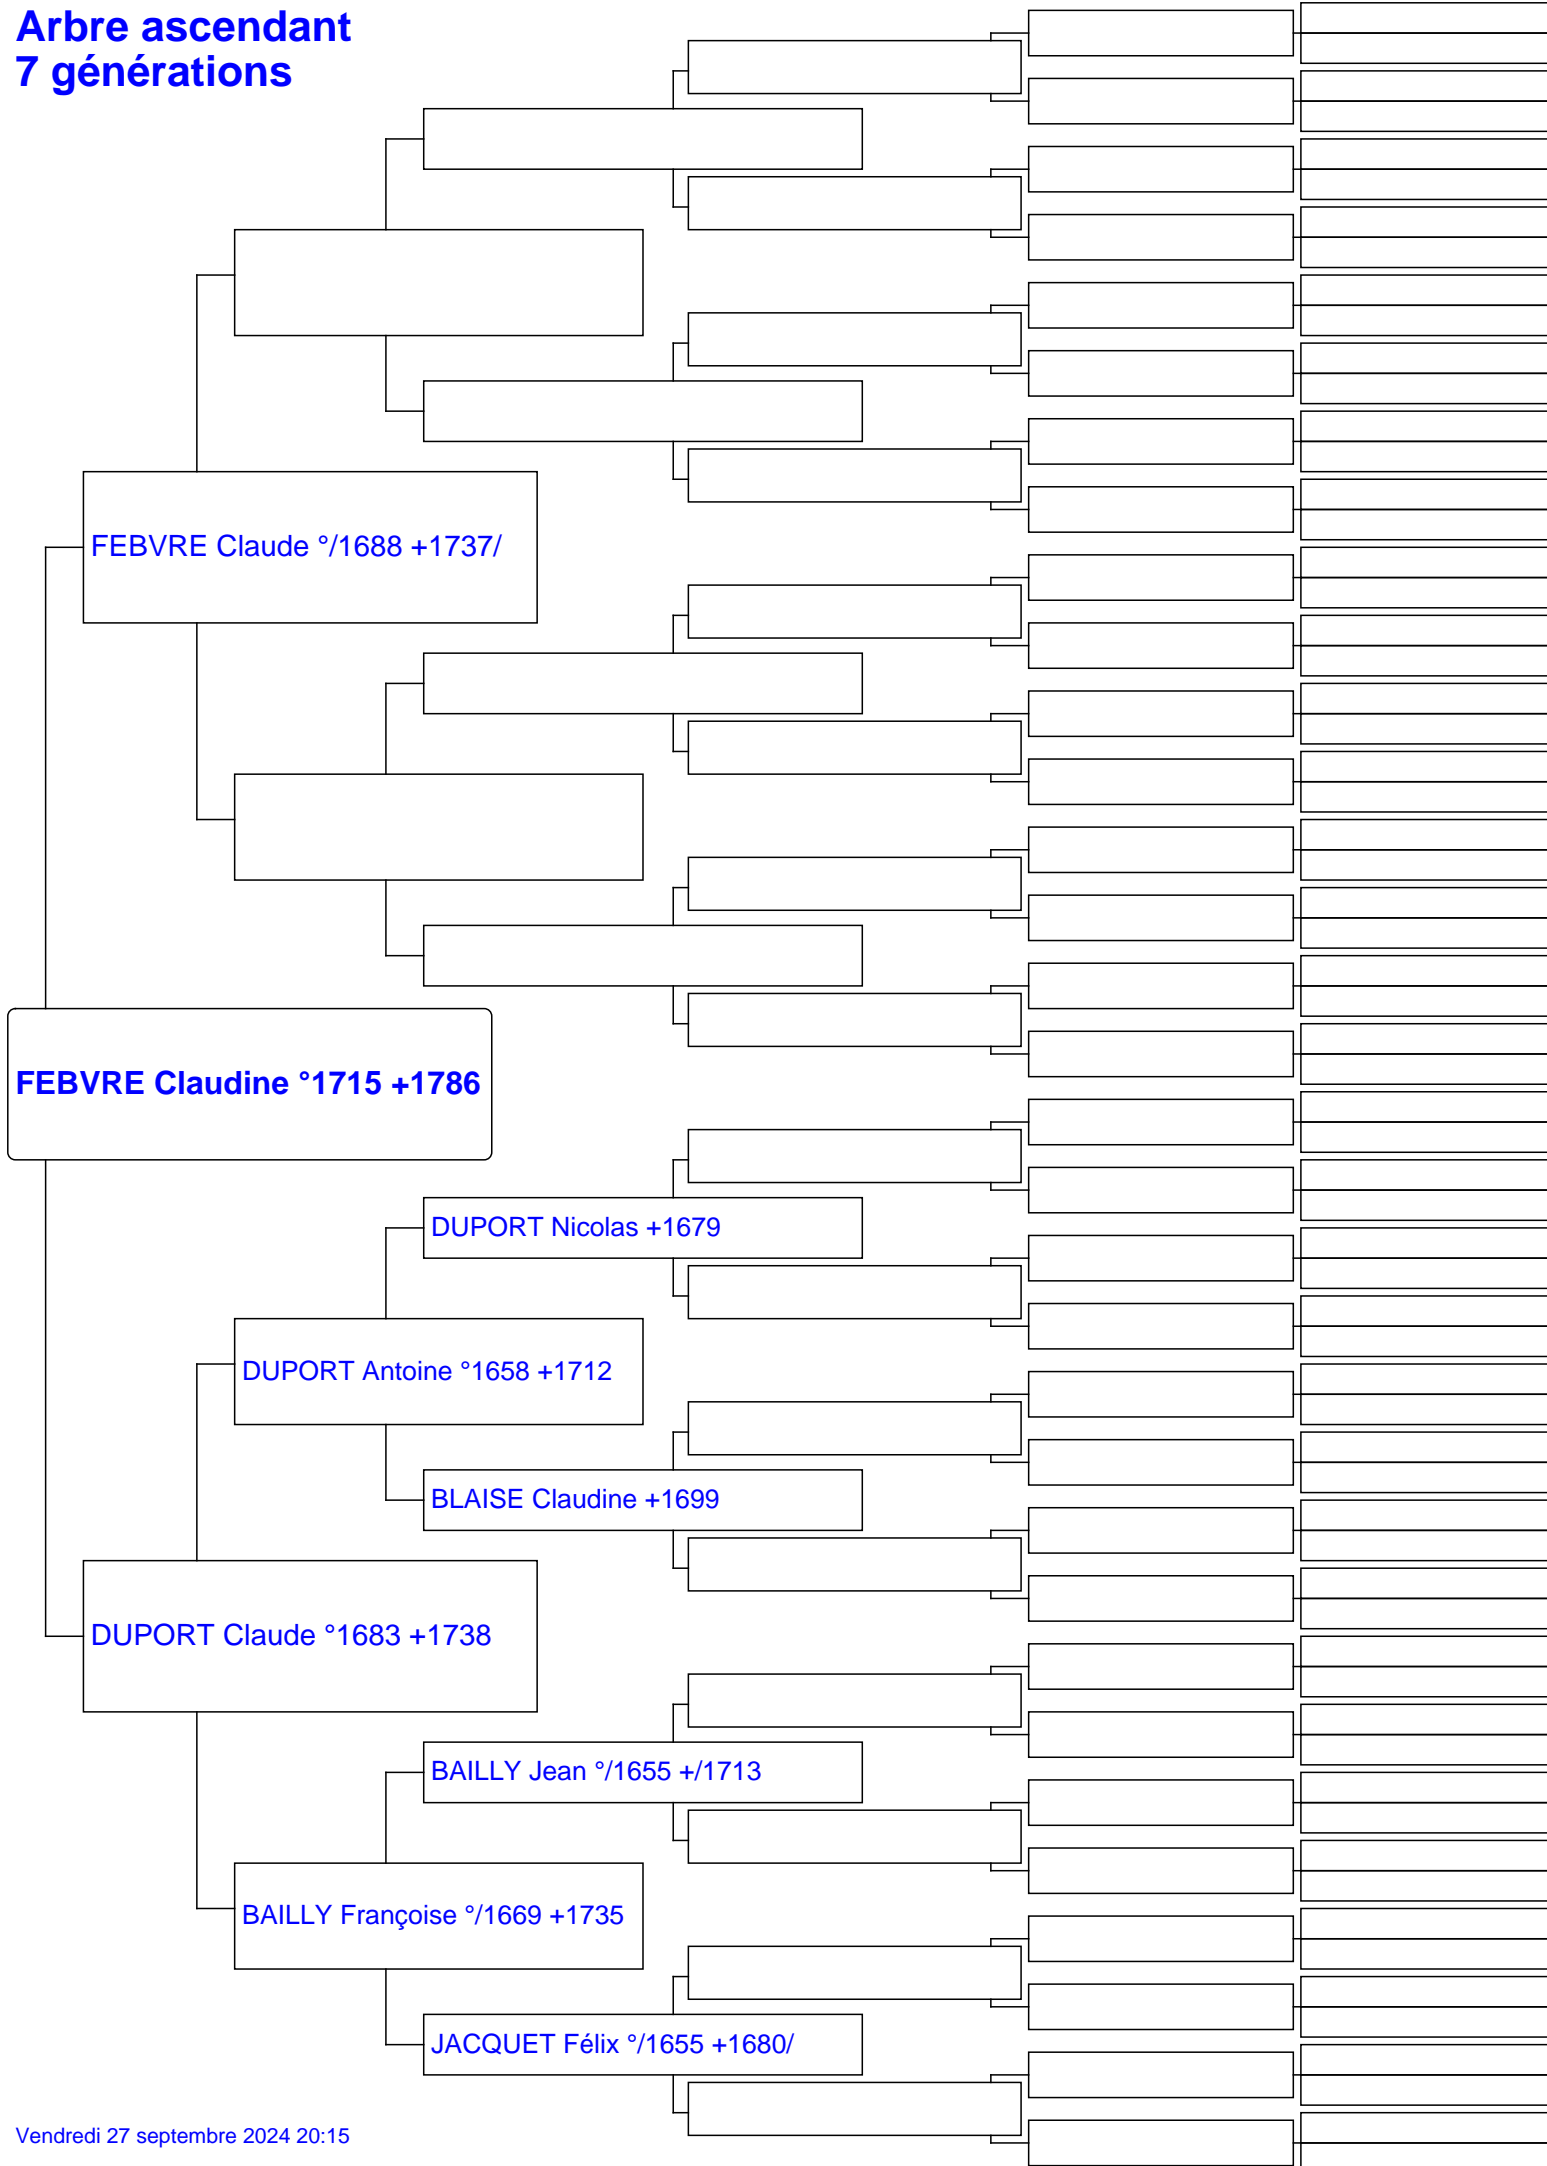 Arbre ascendant
7 générations
FEBVRE Claude °/1688 +1737/
FEBVRE Claudine °1715 +1786
DUPORT Nicolas +1679
DUPORT Antoine °1658 +1712
BLAISE Claudine +1699
DUPORT Claude °1683 +1738
BAILLY Jean °/1655 +/1713
BAILLY Françoise °/1669 +1735
JACQUET Félix °/1655 +1680/
Vendredi 27 septembre 2024 20:15